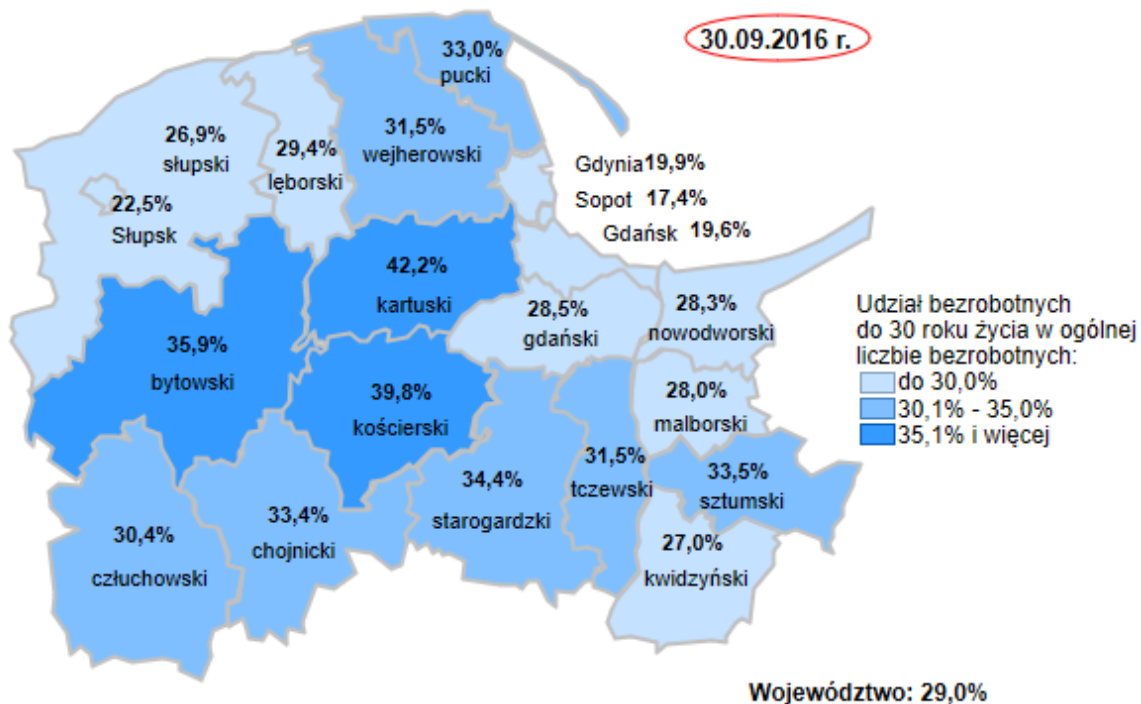 30.09.2016 r.
33,0%
pucki
31,5%
wejherowski
26,9%
słupski
29,4%
lęborski
22,5%
Słupsk
Gdynia 19,9%
Sopot 17,4%
Gdańsk 19,6%
42,2%
kartuski
28,5%
gdański
28,3%
nowodworski
35,9%
bytowski
39,8%
kościerski
28,0%
malborski
34,4%
starogardzki
31,5%
tczewski
33,5%
sztumski
30,4%
człuchowski
33,4%
chojnicki
27,0%
kwidzyński
Udział bezrobotnych
do 30 roku życia w ogólnej
liczbie bezrobotnych:
do 30,0%
30,1% - 35,0%
35,1% i więcej
Województwo: 29,0%